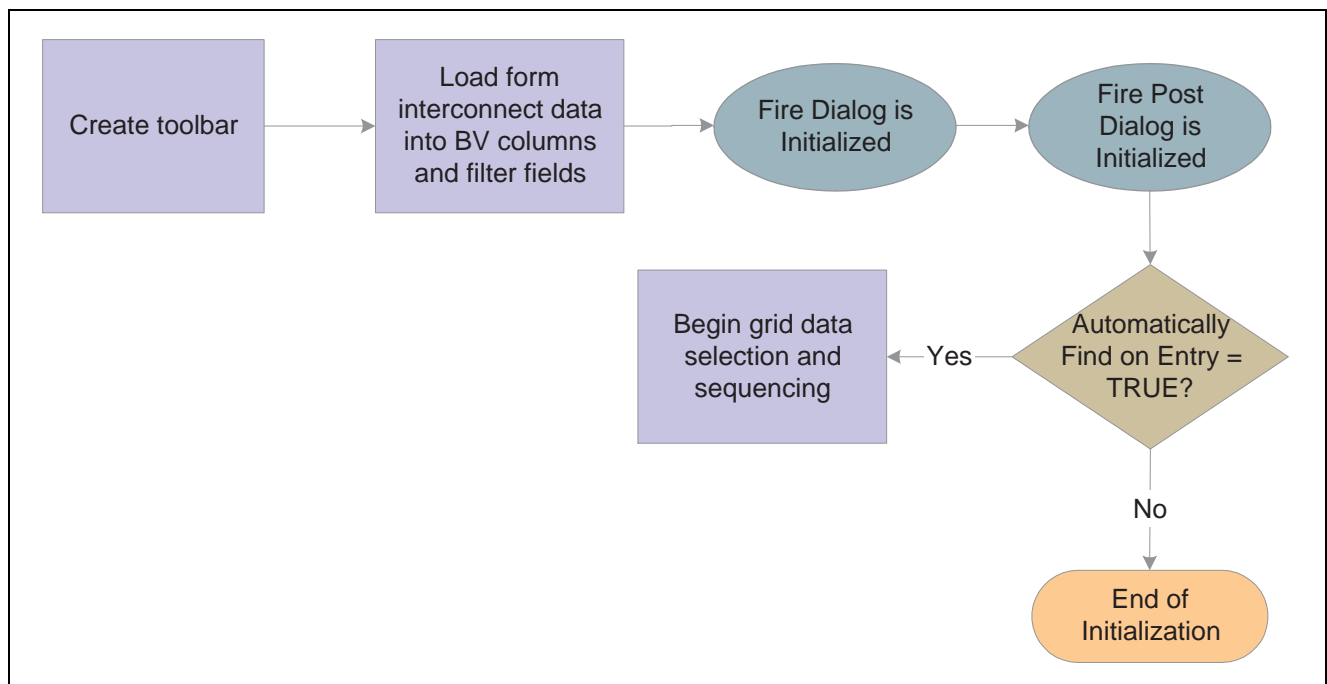 Create toolbar
Load form
interconnect data
into BV columns
and filter fields
Fire Dialog is
Initialized
Fire Post
Dialog is
Initialized
Automatically
Find on Entry =
TRUE?
Yes
Begin grid data
selection and
sequencing
No
End of
Initialization